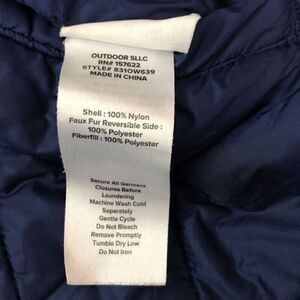 OUTDOOR 5LLC
RN# 157622
STYLE# 8310W639
MADE IN CHINA
Shell : 100% Nylon
Faux Fur Reversible Side :
100% Polyester
Fiberfill : 100% Polyester
Secure All Germent
Closures Before
Laundering
Machine Wash Cold
Separately
Gentle Cycle
Do Not Bleach
Remove Promptly
Tumble Dry Low
Do Not Iron